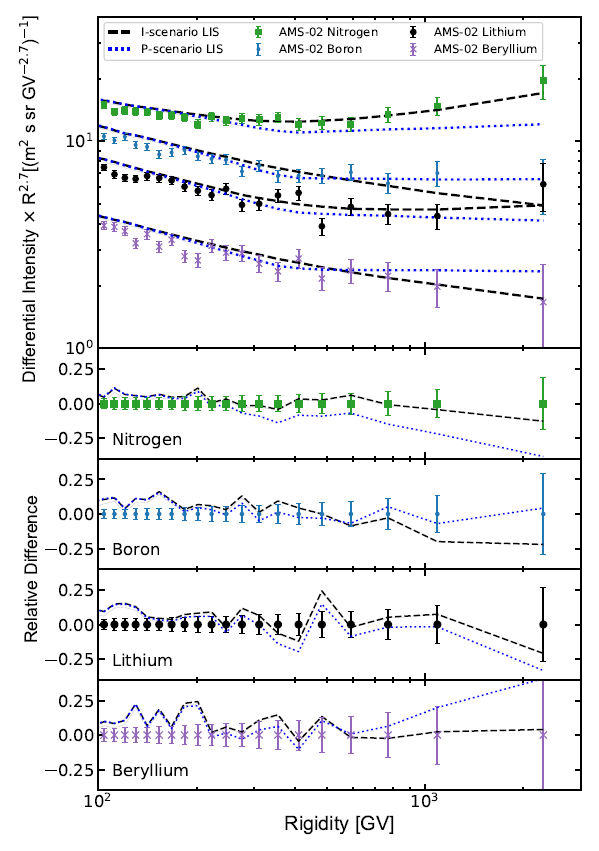 I-scenario LIS
P-scenario LIS
AMS-02 Nitrogen
AMS-02 Boron
AMS-02 Lithium
AMS-02 Beryllium
Differential Intensity × R^2.7[(m^2 s sr GV^−2.7)^−1]
10^1
10^0
0.25
0.00
−0.25
Nitrogen
0.25
0.00
−0.25
Boron
0.25
0.00
−0.25
Lithium
0.25
0.00
−0.25
Beryllium
Relative Difference
10^2
10^3
Rigidity [GV]